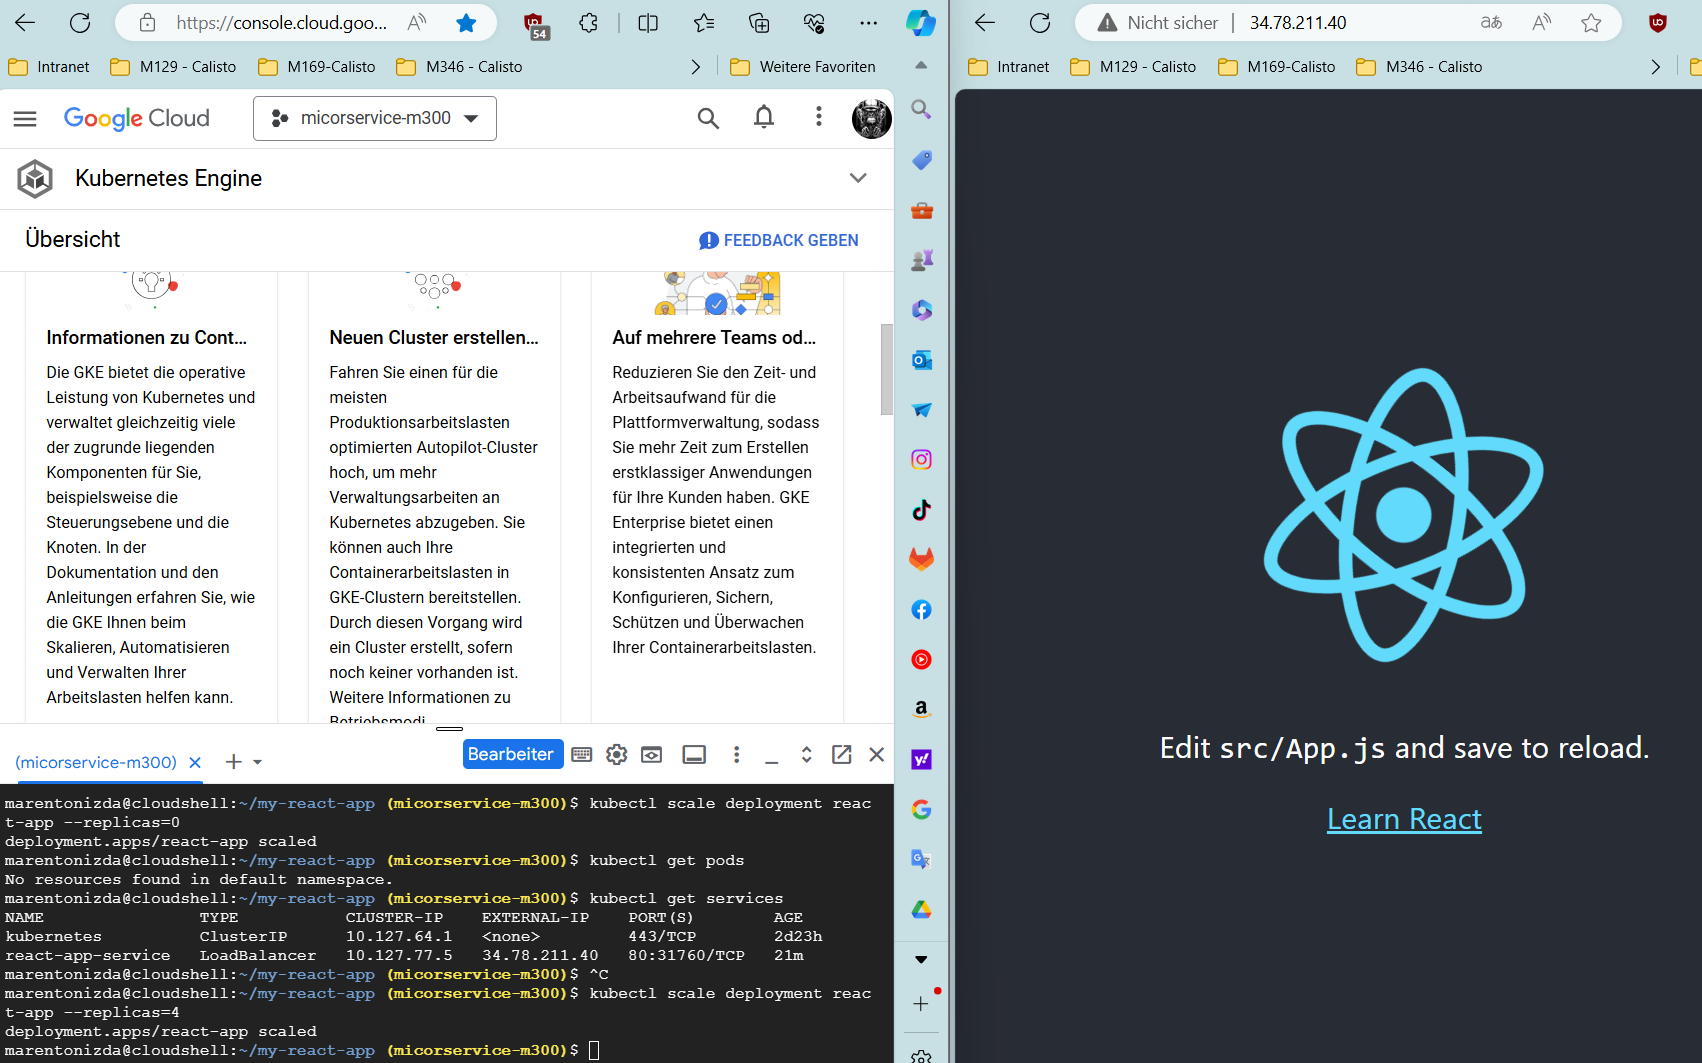 https://console.cloud.goo...
54
Intranet
M129 - Calisto
M169-Calisto
M346 - Calisto
Weitere Favoriten
Google Cloud
micorservice-m300
Kubernetes Engine
Übersicht
FEEDBACK GEBEN
Informationen zu Cont...
Die GKE bietet die operative
Leistung von Kubernetes und
verwaltet gleichzeitig viele
der zugrunde liegenden
Komponenten für Sie,
beispielsweise die
Steuerungsebene und die
Knoten. In der
Dokumentation und den
Anleitungen erfahren Sie, wie
die GKE Ihnen beim
Skalieren, Automatisieren
und Verwalten Ihrer
Arbeitslasten helfen kann.
Neuen Cluster erstellen...
Fahren Sie einen für die
meisten
Produktionsarbeitslasten
optimierten Autopilot-Cluster
hoch, um mehr
Verwaltungsarbeiten an
Kubernetes abzugeben. Sie
können auch Ihre
Containerarbeitslasten in
GKE-Clustern bereitstellen.
Durch diesen Vorgang wird
ein Cluster erstellt, sofern
noch keiner vorhanden ist.
Weitere Informationen zu
Betriebsmodi
Auf mehrere Teams od...
Reduzieren Sie den Zeit- und
Arbeitsaufwand für die
Plattformverwaltung, sodass
Sie mehr Zeit zum Erstellen
erstklassiger Anwendungen
für Ihre Kunden haben. GKE
Enterprise bietet einen
integrierten und
konsistenten Ansatz zum
Konfigurieren, Sichern,
Schützen und Überwachen
Ihrer Containerarbeitslasten.
(micorservice-m300)
Bearbeiter
marentonizda@cloudshell:~/my-react-app (micorservice-m300)$ kubectl scale deployment reac
t-app --replicas=0
deployment.apps/react-app scaled
marentonizda@cloudshell:~/my-react-app (micorservice-m300)$ kubectl get pods
No resources found in default namespace.
marentonizda@cloudshell:~/my-react-app (micorservice-m300)$ kubectl get services
NAME TYPE CLUSTER-IP EXTERNAL-IP PORT(S) AGE
kubernetes ClusterIP 10.127.64.1 <none> 443/TCP 2d23h
react-app-service LoadBalancer 10.127.77.5 34.78.211.40 80:31760/TCP 21m
marentonizda@cloudshell:~/my-react-app (micorservice-m300)$ ^C
marentonizda@cloudshell:~/my-react-app (micorservice-m300)$ kubectl scale deployment reac
t-app --replicas=4
deployment.apps/react-app scaled
marentonizda@cloudshell:~/my-react-app (micorservice-m300)$
Nicht sicher 34.78.211.40
Intranet
M129 - Calisto
M169-Calisto
M346 - Calisto
Edit src/App.js and save to reload.
Learn React